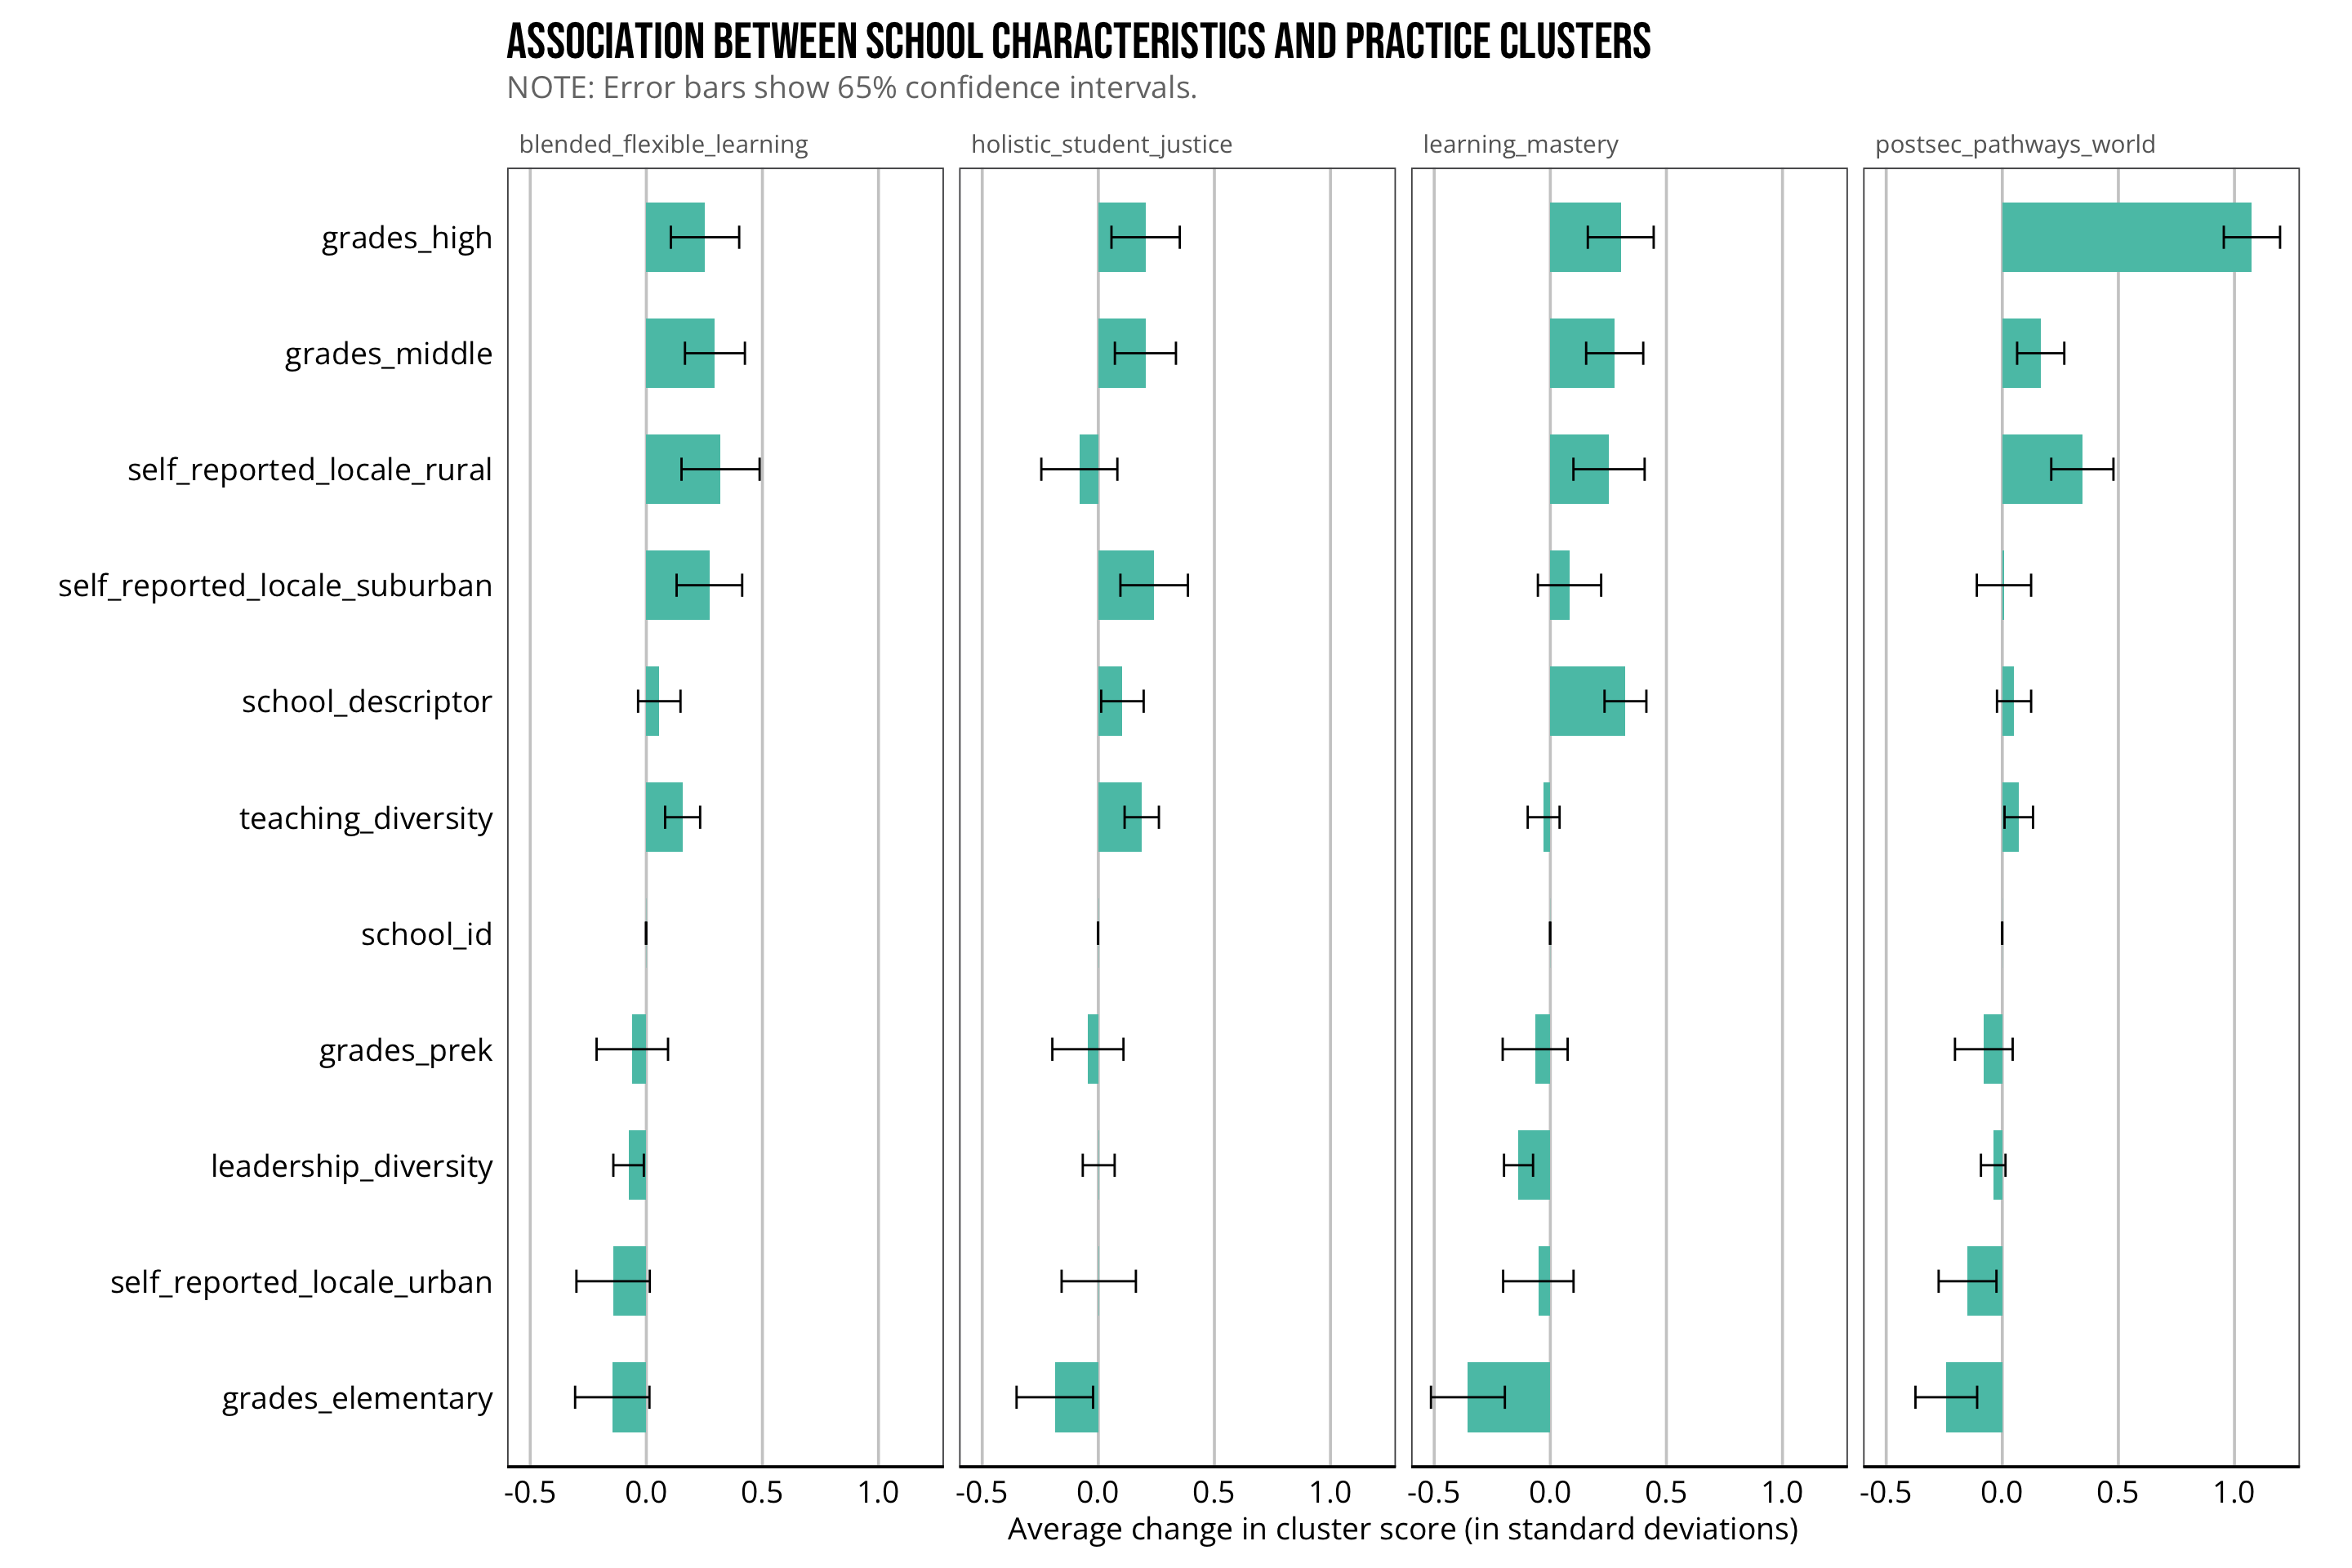 ASSOCIATION BETWEEN SCHOOL CHARACTERISTICS AND PRACTICE CLUSTERS
NOTE: Error bars show 65% confidence intervals.
blended_flexible_learning holistic_student_justice learning_mastery postsec_pathways_world
grades_high
grades_middle
self_reported_locale_rural
self_reported_locale_suburban
school_descriptor
teaching_diversity
school_id
grades_prek
leadership_diversity
self_reported_locale_urban
grades_elementary
-0.5 0.0 0.5 1.0 -0.5 0.0 0.5 1.0 -0.5 0.0 0.5 1.0 -0.5 0.0 0.5 1.0
Average change in cluster score (in standard deviations)